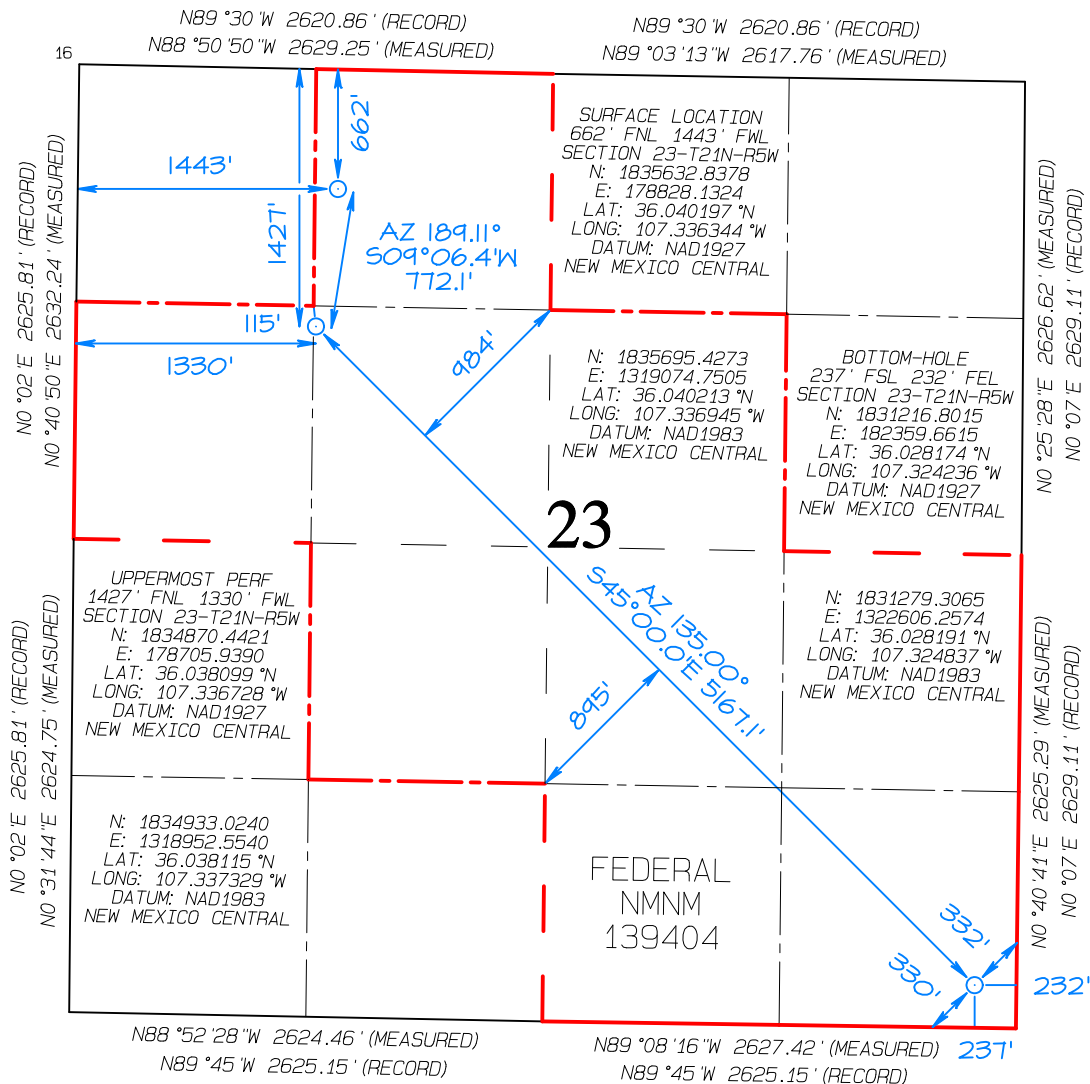 N89°30'W 2620.86' (RECORD)
N88°50'50"W 2629.25' (MEASURED)
N89°30'W 2620.86' (RECORD)
N89°03'13"W 2617.76' (MEASURED)
16
662'
1443'
1427'
AZ 189.11°
S09°06.4'W
772.1'
SURFACE LOCATION
662' FNL 1443' FWL
SECTION 23-T21N-R5W
N: 1835632.8378
E: 178828.1324
LAT: 36.040197°N
LONG: 107.336344°W
DATUM: NAD1927
NEW MEXICO CENTRAL
N0°02'E 2625.81' (RECORD)
N0°40'50"E 2632.24' (MEASURED)
N0°25'28"E 2626.62' (MEASURED)
N0°07'E 2629.11' (RECORD)
115'
1330'
984'
N: 1835695.4273
E: 1319074.7505
LAT: 36.040213°N
LONG: 107.336945°W
DATUM: NAD1983
NEW MEXICO CENTRAL
BOTTOM-HOLE
237' FSL 232' FEL
SECTION 23-T21N-R5W
N: 1831216.8015
E: 182359.6615
LAT: 36.028174°N
LONG: 107.324236°W
DATUM: NAD1927
NEW MEXICO CENTRAL
23
AZ 135.00°
S45°00.0'E 5167.1'
895'
UPPERMOST PERF
1427' FNL 1330' FWL
SECTION 23-T21N-R5W
N: 1834870.4421
E: 178705.9390
LAT: 36.038099°N
LONG: 107.336728°W
DATUM: NAD1927
NEW MEXICO CENTRAL
N: 1831279.3065
E: 1322606.2574
LAT: 36.028191°N
LONG: 107.324837°W
DATUM: NAD1983
NEW MEXICO CENTRAL
N0°02'E 2625.81' (RECORD)
N0°31'44"E 2624.75' (MEASURED)
N0°40'41"E 2625.29' (MEASURED)
N0°07'E 2629.11' (RECORD)
N: 1834933.0240
E: 1318952.5540
LAT: 36.038115°N
LONG: 107.337329°W
DATUM: NAD1983
NEW MEXICO CENTRAL
FEDERAL
NMNM
139404
332'
330'
232'
237'
N88°52'28"W 2624.46' (MEASURED)
N89°45'W 2625.15' (RECORD)
N89°08'16"W 2627.42' (MEASURED)
N89°45'W 2625.15' (RECORD)